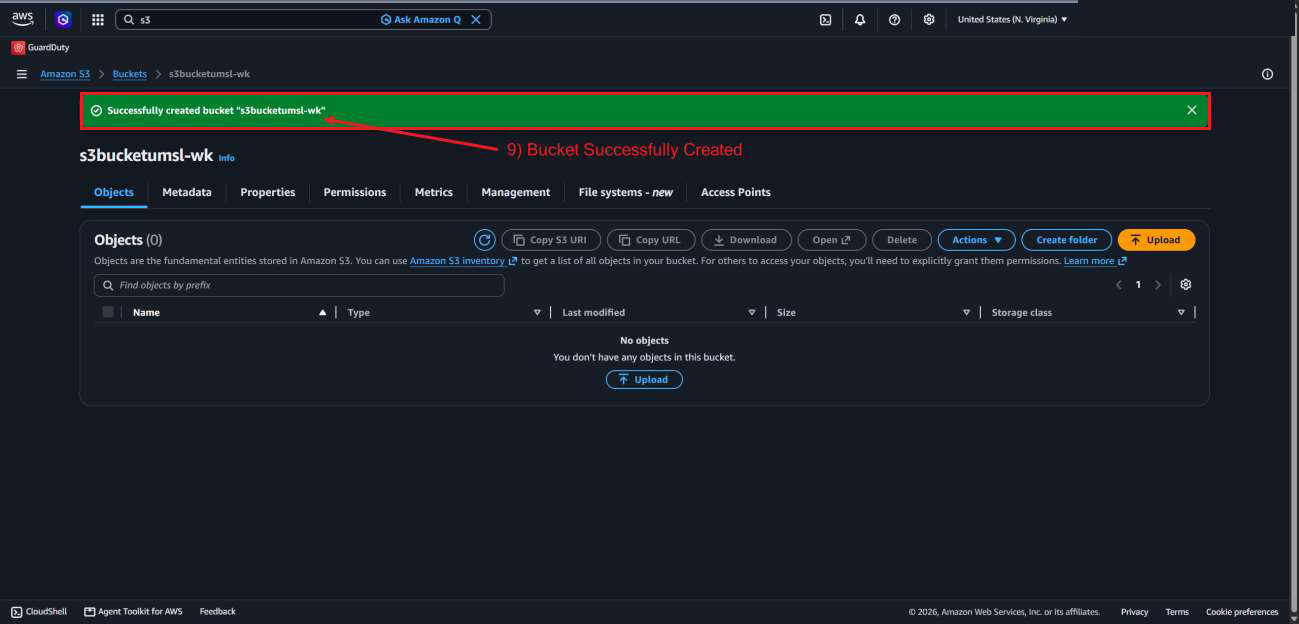 aws s3 Ask Amazon Q United States (N. Virginia)
GuardDuty
Amazon S3 Buckets s3bucketumsl-wk
Successfully created bucket "s3bucketumsl-wk"
9) Bucket Successfully Created
s3bucketumsl-wk Info
Objects Metadata Properties Permissions Metrics Management File systems - new Access Points
Objects (0) Copy S3 URI Copy URL Download Open Delete Actions Create folder Upload
Objects are the fundamental entities stored in Amazon S3. You can use Amazon S3 inventory to get a list of all objects in your bucket. For others to access your objects, you'll need to explicitly grant them permissions. Learn more
Find objects by prefix 1
Name Type Last modified Size Storage class
No objects
You don't have any objects in this bucket.
Upload
CloudShell Agent Toolkit for AWS Feedback © 2026, Amazon Web Services, Inc. or its affiliates. Privacy Terms Cookie preferences